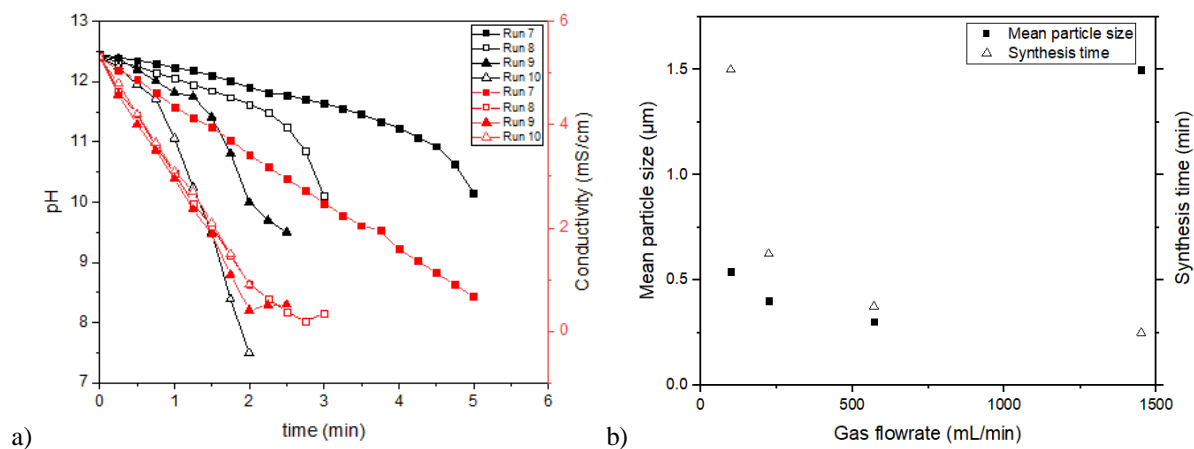 13
12
11
10
9
8
7
pH
0
1
2
3
4
5
6
time (min)
6
5
4
3
2
1
0
Conductivity (mS/cm)
Run 7
Run 8
Run 9
Run 10
Run 7
Run 8
Run 9
Run 10
a)
1.5
1.0
0.5
0.0
Mean particle size (µm)
0
500
1000
1500
Gas flowrate (mL/min)
Synthesis time (min)
Mean particle size
Synthesis time
b)